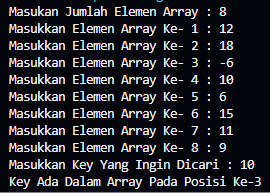 Masukan Jumlah Elemen Array : 8
Masukkan Elemen Array Ke- 1 : 12
Masukkan Elemen Array Ke- 2 : 18
Masukkan Elemen Array Ke- 3 : -6
Masukkan Elemen Array Ke- 4 : 10
Masukkan Elemen Array Ke- 5 : 6
Masukkan Elemen Array Ke- 6 : 15
Masukkan Elemen Array Ke- 7 : 11
Masukkan Elemen Array Ke- 8 : 9
Masukkan Key Yang Ingin Dicari : 10
Key Ada Dalam Array Pada Posisi Ke-3